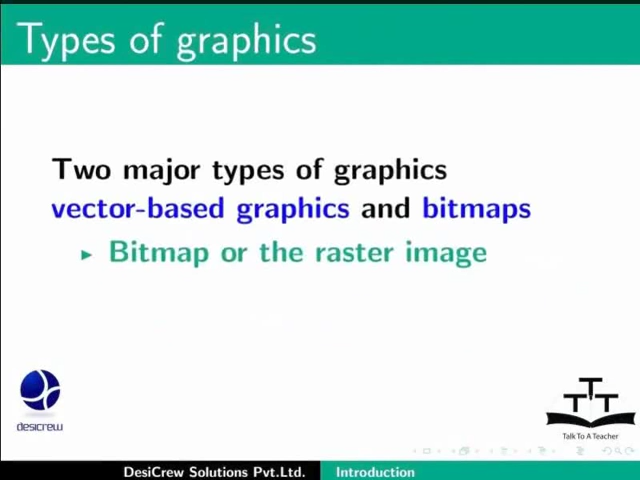 Types of graphics
Two major types of graphics
vector-based graphics and bitmaps
Bitmap or the raster image
desicrew
TTT
Talk To A Teacher
DesiCrew Solutions Pvt.Ltd. Introduction